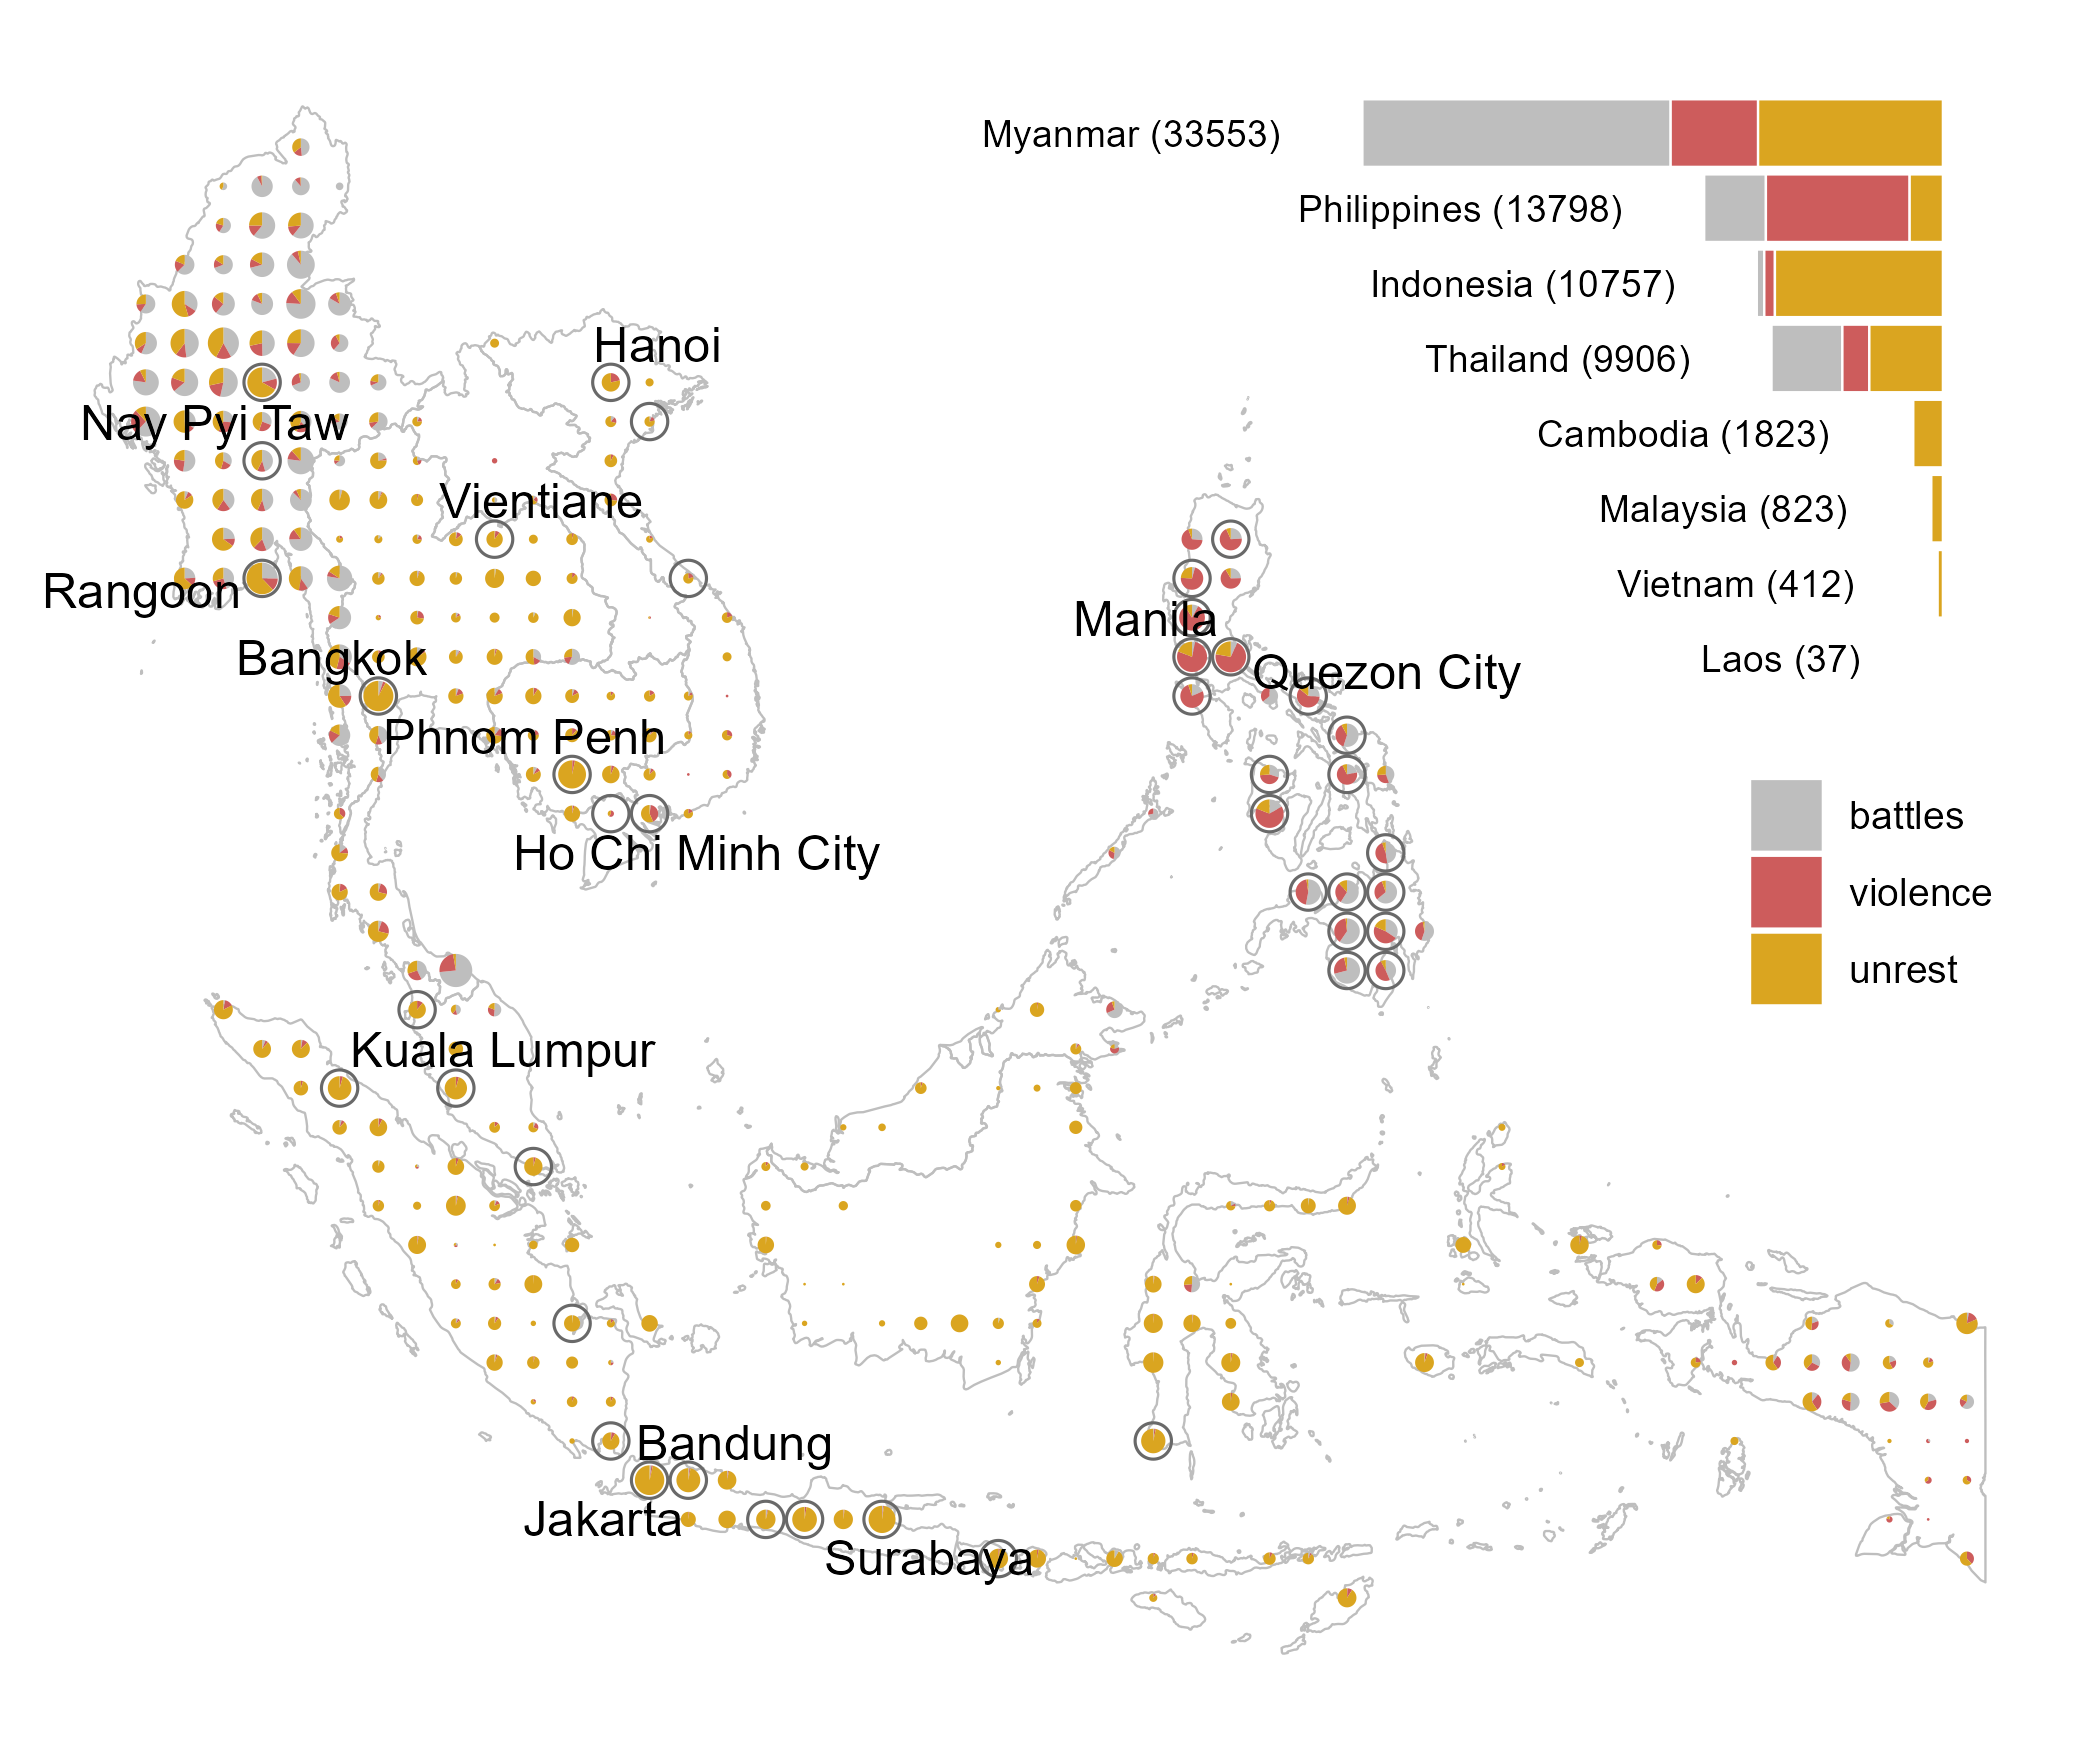 Myanmar (33553)
Philippines (13798)
Indonesia (10757)
Thailand (9906)
Cambodia (1823)
Malaysia (823)
Vietnam (412)
Laos (37)
Hanoi
Nay Pyi Taw
Vientiane
Rangoon
Manila
Bangkok
Quezon City
Phnom Penh
Ho Chi Minh City
battles
violence
unrest
Kuala Lumpur
Bandung
Jakarta
Surabaya